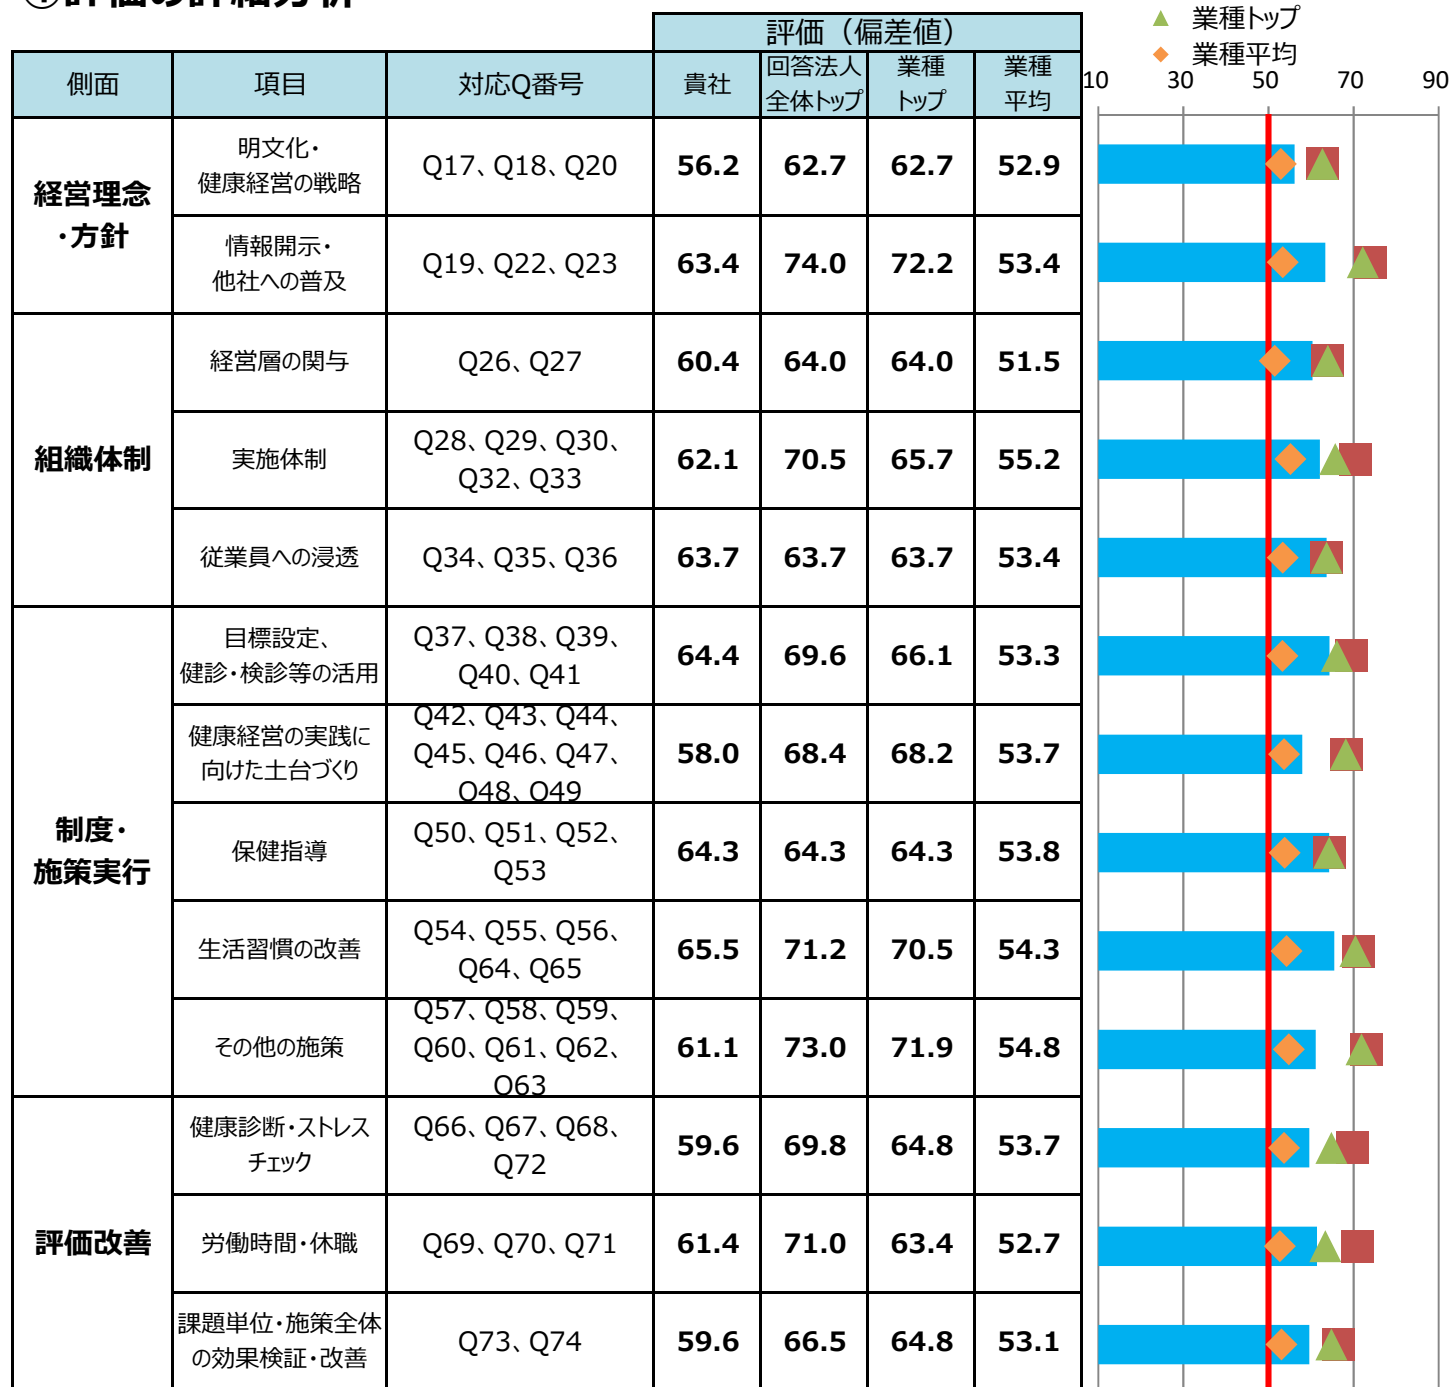 ①評価の詳細分析
▲ 業種トップ
◆ 業種平均
評価（偏差値）
側面 項目 対応Q番号 貴社 回答法人 業種 業種
全体トップ トップ 平均
10 30 50 70 90
経営理念
・方針
明文化・
健康経営の戦略
Q17、Q18、Q20
56.2 62.7 62.7 52.9
情報開示・
他社への普及
Q19、Q22、Q23
63.4 74.0 72.2 53.4
組織体制
経営層の関与
Q26、Q27
60.4 64.0 64.0 51.5
実施体制
Q28、Q29、Q30、
Q32、Q33
62.1 70.5 65.7 55.2
従業員への浸透
Q34、Q35、Q36
63.7 63.7 63.7 53.4
制度・
施策実行
目標設定、
健診・検診等の活用
Q37、Q38、Q39、
Q40、Q41
64.4 69.6 66.1 53.3
健康経営の実践に
向けた土台づくり
Q42、Q43、Q44、
Q45、Q46、Q47、
Q48、Q49
58.0 68.4 68.2 53.7
保健指導
Q50、Q51、Q52、
Q53
64.3 64.3 64.3 53.8
生活習慣の改善
Q54、Q55、Q56、
Q64、Q65
65.5 71.2 70.5 54.3
その他の施策
Q57、Q58、Q59、
Q60、Q61、Q62、
Q63
61.1 73.0 71.9 54.8
評価改善
健康診断・ストレス
チェック
Q66、Q67、Q68、
Q72
59.6 69.8 64.8 53.7
労働時間・休職
Q69、Q70、Q71
61.4 71.0 63.4 52.7
課題単位・施策全体
の効果検証・改善
Q73、Q74
59.6 66.5 64.8 53.1